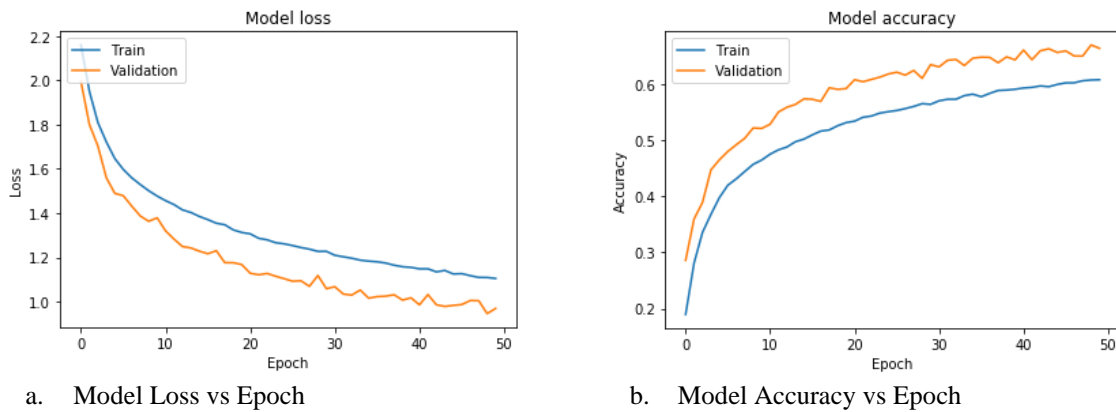 Model loss
2.2
2.0
1.8
1.6
1.4
1.2
1.0
Loss
Train
Validation
0 10 20 30 40 50
Epoch
a. Model Loss vs Epoch
Model accuracy
0.6
0.5
0.4
0.3
0.2
Accuracy
Train
Validation
0 10 20 30 40 50
Epoch
b. Model Accuracy vs Epoch